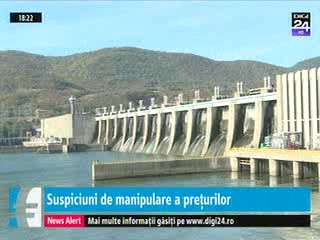 18:22
DIGI
24
HD
Suspiciuni de manipulare a prețurilor
News Alert
Mai multe informații găsiți pe www.digi24.ro